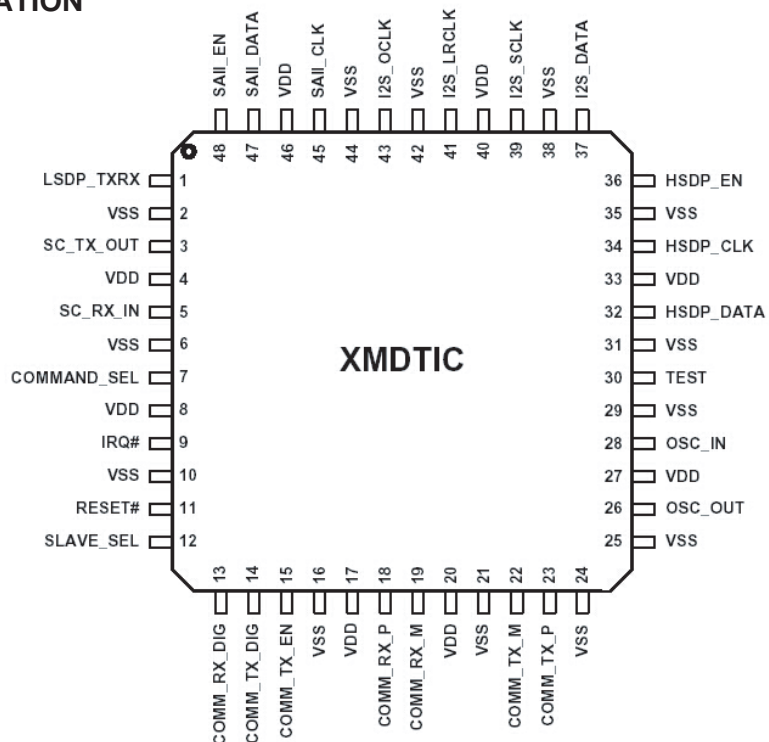 ATION
SAII_EN
SAII_DATA
VDD
SAII_CLK
VSS
I2S_OCLK
VSS
I2S_LRCLK
VDD
I2S_SCLK
VSS
I2S_DATA
48 47 46 45 44 43 42 41 40 39 38 37
LSDP_TXRX 1
VSS 2
SC_TX_OUT 3
VDD 4
SC_RX_IN 5
VSS 6
COMMAND_SEL 7
VDD 8
IRQ# 9
VSS 10
RESET# 11
SLAVE_SEL 12
XMDTIC
36 HSDP_EN
35 VSS
34 HSDP_CLK
33 VDD
32 HSDP_DATA
31 VSS
30 TEST
29 VSS
28 OSC_IN
27 VDD
26 OSC_OUT
25 VSS
13 14 15 16 17 18 19 20 21 22 23 24
COMM_RX_DIG
COMM_TX_DIG
COMM_TX_EN
VSS
VDD
COMM_RX_P
COMM_RX_M
VDD
VSS
COMM_TX_M
COMM_TX_P
VSS